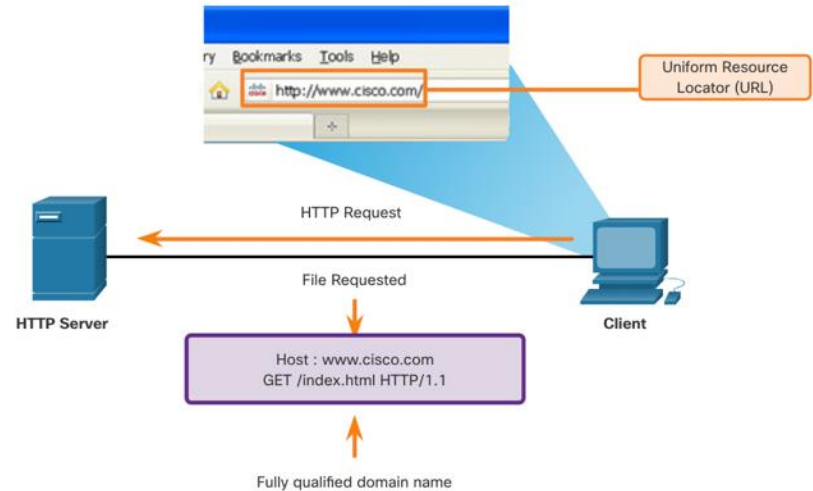 ry Bookmarks Tools Help
http://www.cisco.com/
Uniform Resource
Locator (URL)
HTTP Request
File Requested
HTTP Server
Client
Host : www.cisco.com
GET /index.html HTTP/1.1
Fully qualified domain name